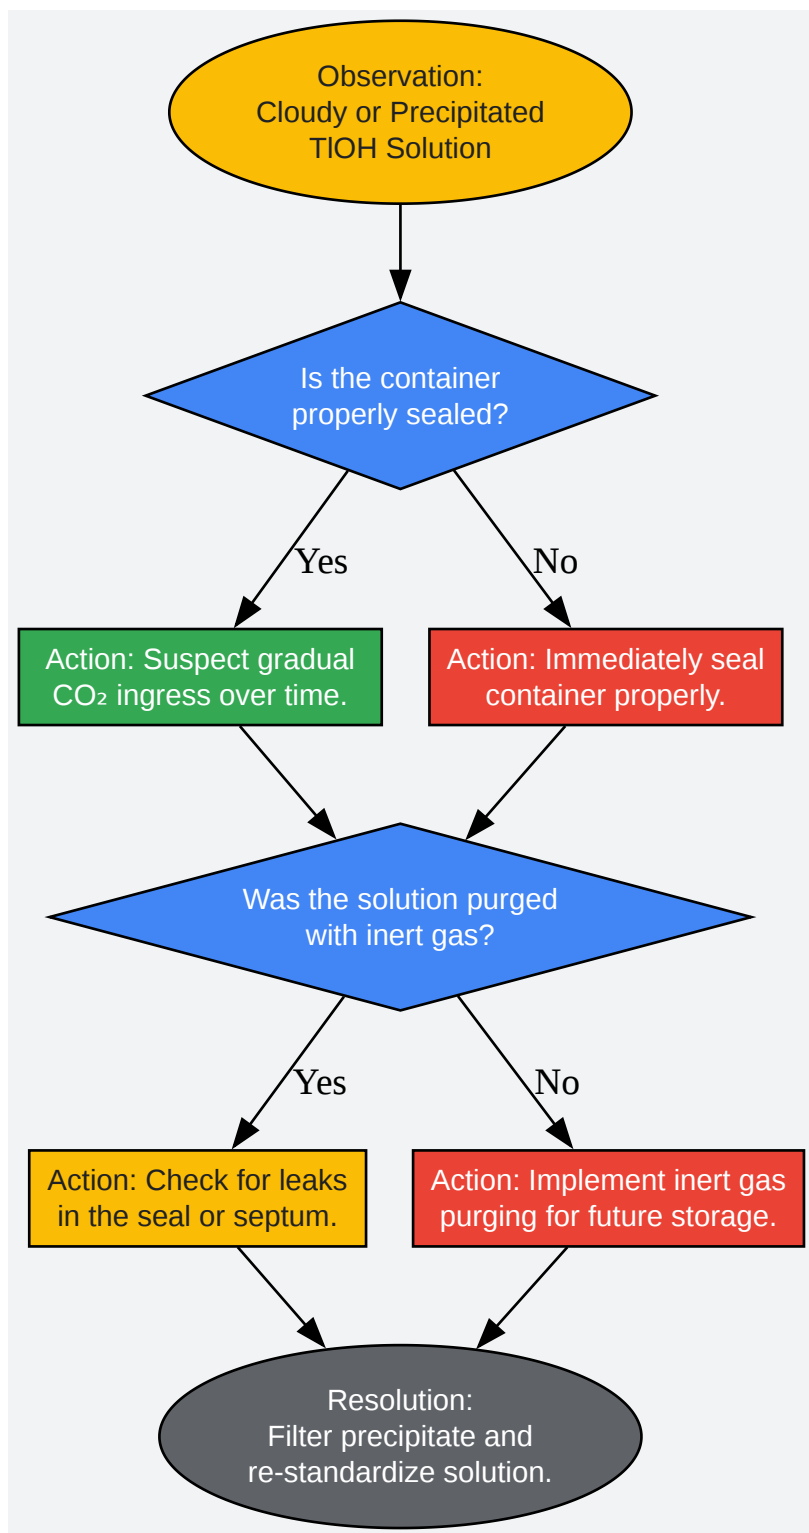 Observation:
Cloudy or Precipitated
TlOH Solution
Is the container
properly sealed?
Yes
No
Action: Suspect gradual
CO₂ ingress over time.
Action: Immediately seal
container properly.
Was the solution purged
with inert gas?
Yes
No
Action: Check for leaks
in the seal or septum.
Action: Implement inert gas
purging for future storage.
Resolution:
Filter precipitate and
re-standardize solution.